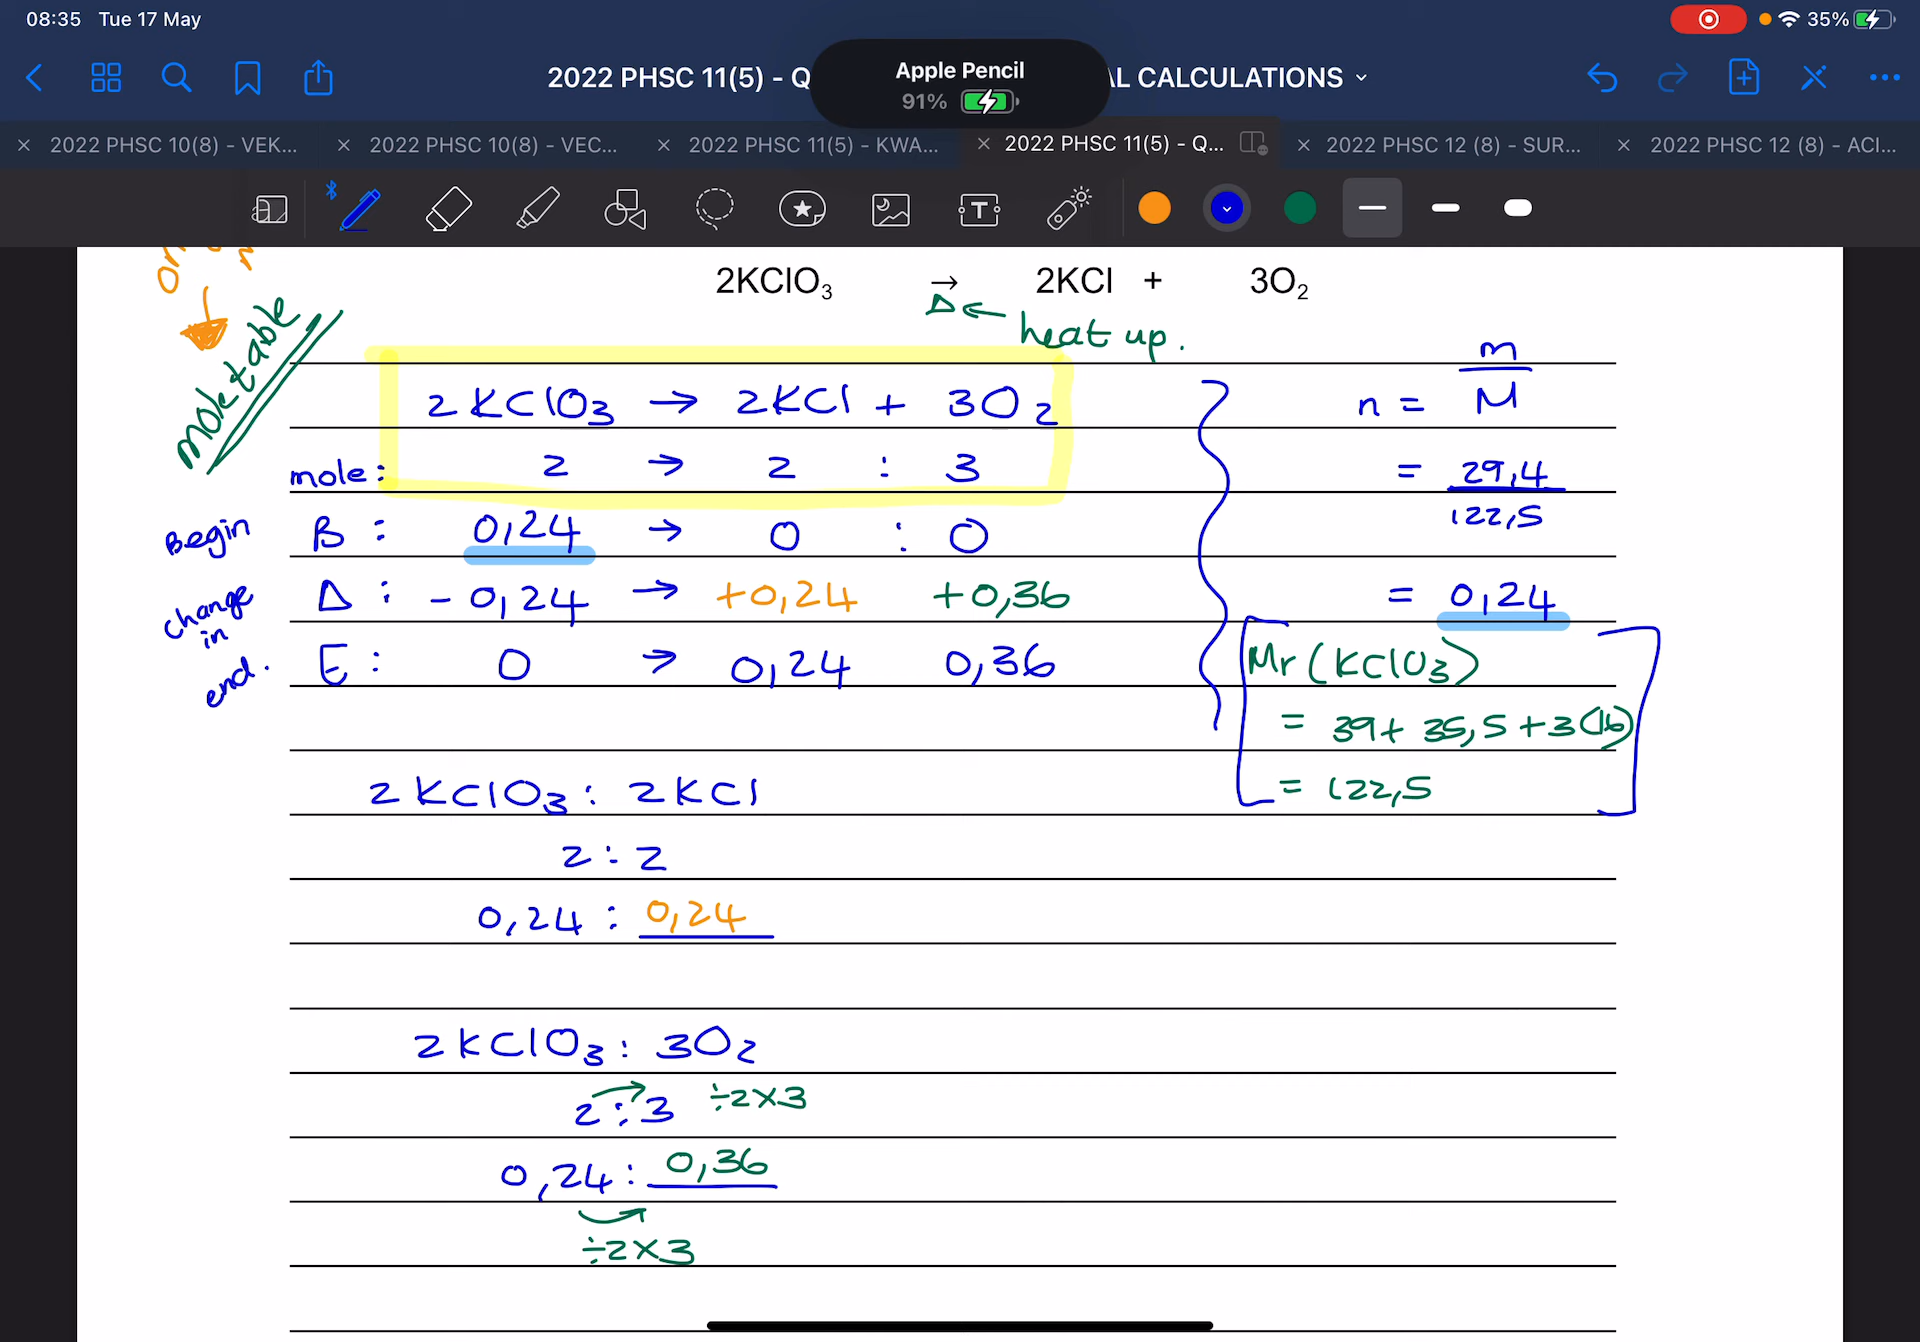 08:35 Tue 17 May
35%
2022 PHSC 11(5) - Q
Apple Pencil
91%
AL CALCULATIONS
2022 PHSC 10(8) - VEK...
2022 PHSC 10(8) - VEC...
2022 PHSC 11(5) - KWA...
2022 PHSC 11(5) - Q...
2022 PHSC 12 (8) - SUR...
2022 PHSC 12 (8) - ACI...
2KClO₃ → 2KCl + 3O₂
Δ ← heat up.
mole table
2KClO₃ → 2KCl + 3O₂
mole: 2 → 2 : 3
Begin B : 0,24 → 0 : 0
change in Δ : - 0,24 → +0,24 +0,36
end. E : 0 → 0,24 0,36
n = m/M
= 29,4/122,5
= 0,24
Mr (KClO₃)
= 39 + 35,5 + 3(16)
= 122,5
2KClO₃ : 2KCl
2 : 2
0,24 : 0,24
2KClO₃ : 3O₂
2 : 3 ÷2×3
0,24 : 0,36
÷2×3